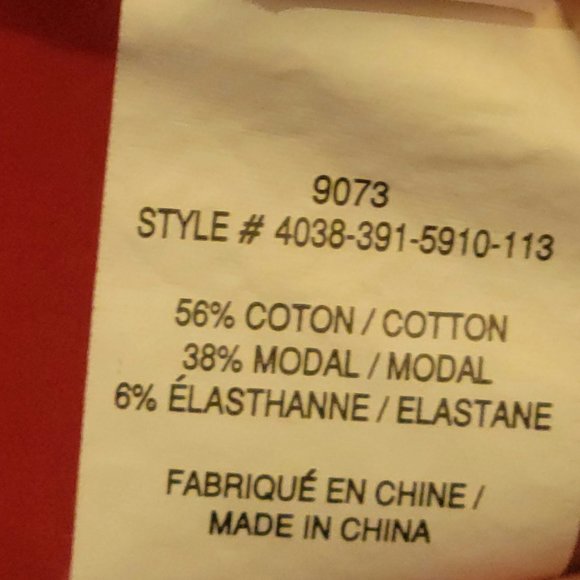 9073
STYLE # 4038-391-5910-113
56% COTON / COTTON
38% MODAL / MODAL
6% ÉLASTHANNE / ELASTANE
FABRIQUÉ EN CHINE /
MADE IN CHINA